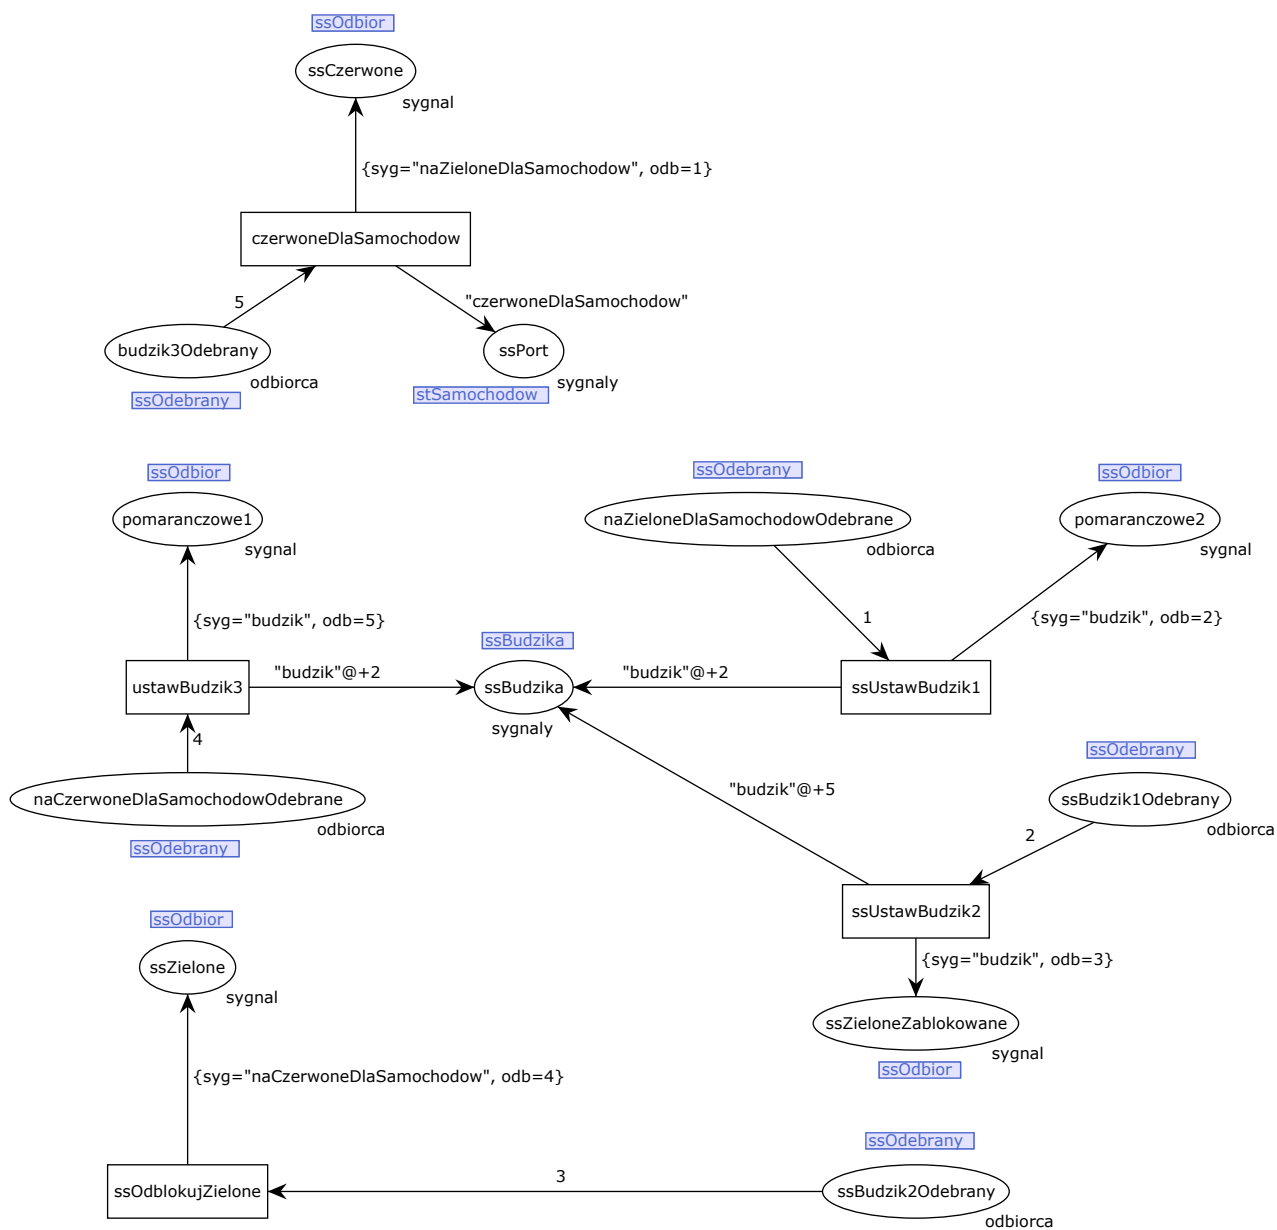 ssOdbior
ssCzerwone
sygnal
{syg="naZieloneDlaSamochodow", odb=1}
czerwoneDlaSamochodow
5
"czerwoneDlaSamochodow"
budzik3Odebrany
ssPort
odbiorca
sygnaly
ssOdebrany
stSamochodow
ssOdbior
ssOdebrany
ssOdbior
pomaranczowe1
naZieloneDlaSamochodowOdebrane
pomaranczowe2
sygnal
odbiorca
sygnal
{syg="budzik", odb=5}
1
{syg="budzik", odb=2}
ssBudzika
ustawBudzik3
"budzik"@+2
ssBudzika
"budzik"@+2
ssUstawBudzik1
sygnaly
4
ssOdebrany
naCzerwoneDlaSamochodowOdebrane
"budzik"@+5
ssBudzik1Odebrany
odbiorca
odbiorca
2
ssOdebrany
ssOdbior
ssUstawBudzik2
ssZielone
{syg="budzik", odb=3}
sygnal
ssZieloneZablokowane
sygnal
ssOdbior
{syg="naCzerwoneDlaSamochodow", odb=4}
ssOdebrany
3
ssOdblokujZielone
ssBudzik2Odebrany
odbiorca